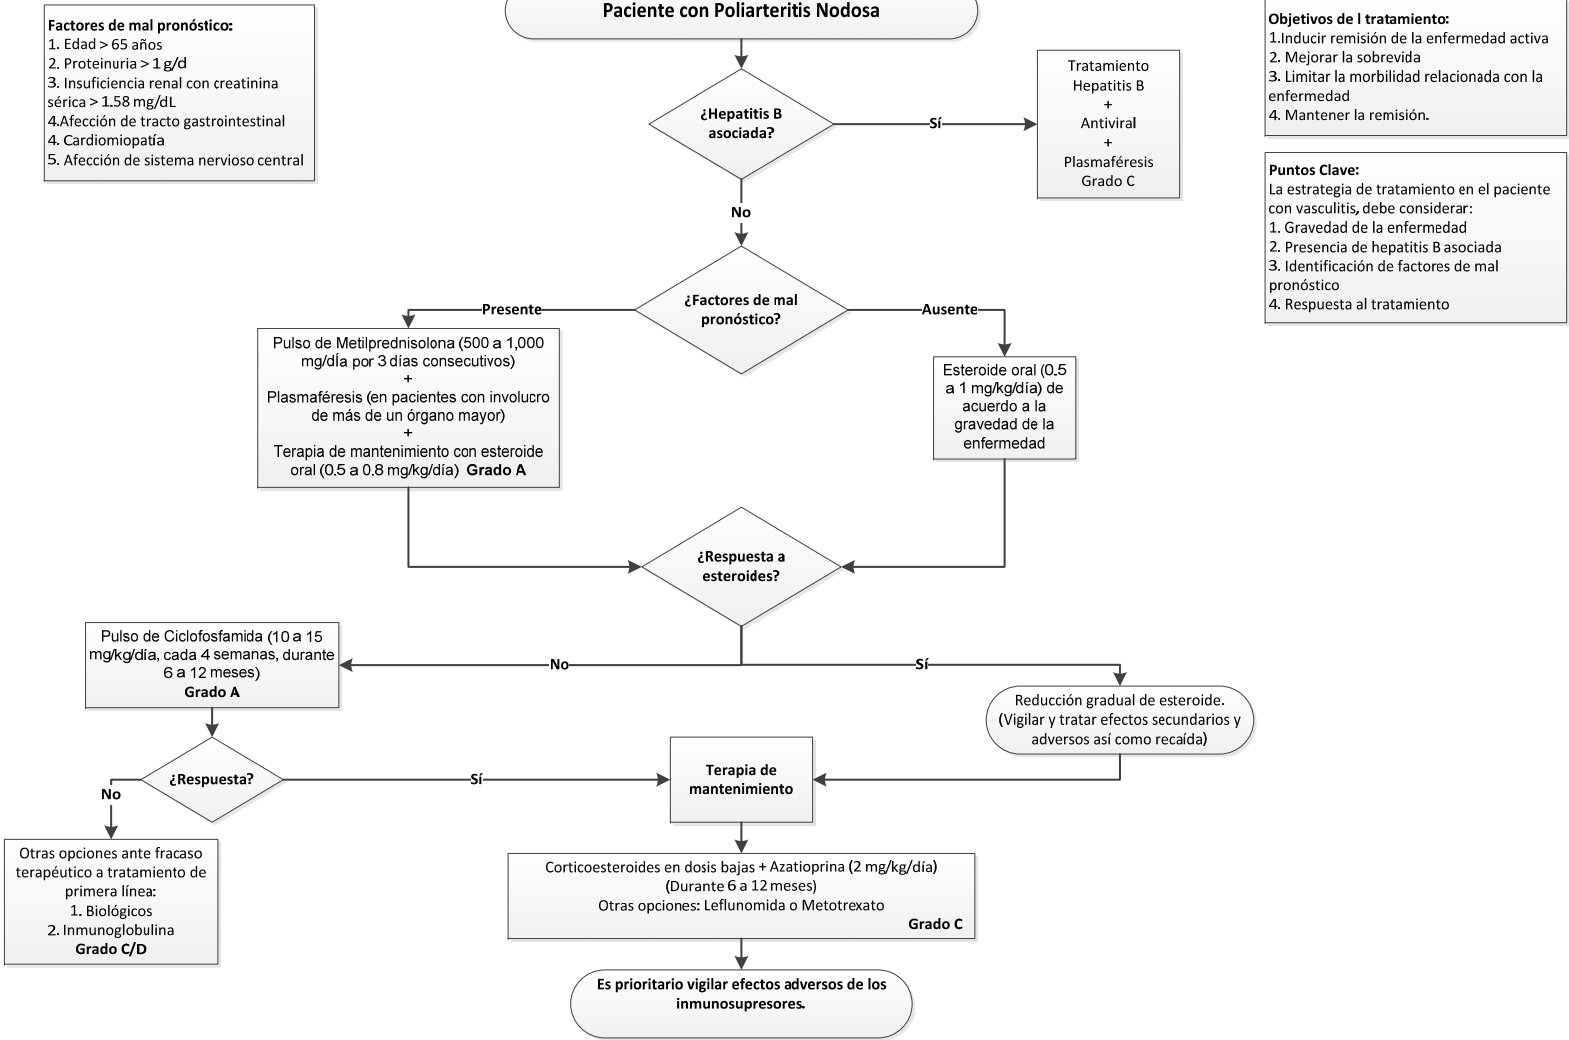 Factores de mal pronóstico:
1. Edad > 65 años
2. Proteinuria > 1 g/d
3. Insuficiencia renal con creatinina
sérica > 1.58 mg/dL
4.Afección de tracto gastrointestinal
4. Cardiomiopatía
5. Afección de sistema nervioso central
Paciente con Poliarteritis Nodosa
Objetivos de l tratamiento:
1.Inducir remisión de la enfermedad activa
2. Mejorar la sobrevida
3. Limitar la morbilidad relacionada con la
enfermedad
4. Mantener la remisión.
¿Hepatitis B
asociada?
Sí
Tratamiento
Hepatitis B
+
Antiviral
+
Plasmaféresis
Grado C
Puntos Clave:
La estrategia de tratamiento en el paciente
con vasculitis, debe considerar:
1. Gravedad de la enfermedad
2. Presencia de hepatitis B asociada
3. Identificación de factores de mal
pronóstico
4. Respuesta al tratamiento
No
¿Factores de mal
pronóstico?
Presente
Ausente
Pulso de Metilprednisolona (500 a 1,000
mg/dÍa por 3 días consecutivos)
+
Plasmaféresis (en pacientes con involucro
de más de un órgano mayor)
+
Terapia de mantenimiento con esteroide
oral (0.5 a 0.8 mg/kg/día) Grado A
Esteroide oral (0.5
a 1 mg/kg/día) de
acuerdo a la
gravedad de la
enfermedad
¿Respuesta a
esteroides?
No
Sí
Pulso de Ciclofosfamida (10 a 15
mg/kg/día, cada 4 semanas, durante
6 a 12 meses)
Grado A
Reducción gradual de esteroide.
(Vigilar y tratar efectos secundarios y
adversos así como recaída)
¿Respuesta?
No
Sí
Terapia de
mantenimiento
Otras opciones ante fracaso
terapéutico a tratamiento de
primera línea:
1. Biológicos
2. Inmunoglobulina
Grado C/D
Corticoesteroides en dosis bajas + Azatioprina (2 mg/kg/día)
(Durante 6 a 12 meses)
Otras opciones: Leflunomida o Metotrexato
Grado C
Es prioritario vigilar efectos adversos de los
inmunosupresores.